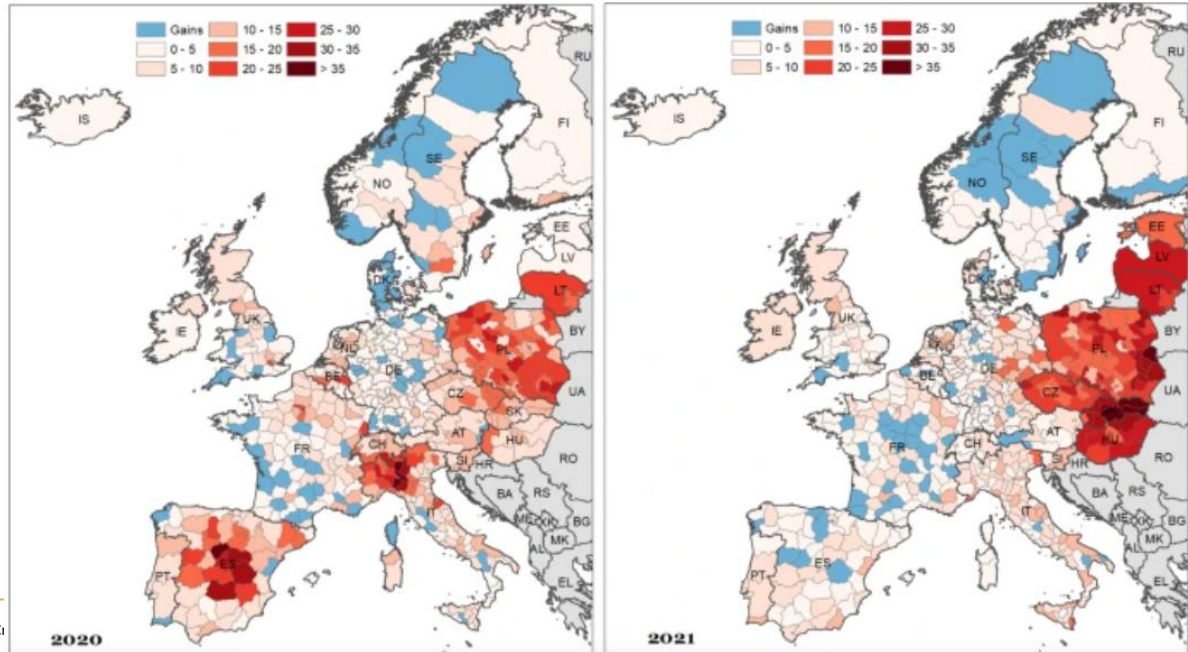 Gains 10 - 15 25 - 30
0 - 5 15 - 20 30 - 35
5 - 10 20 - 25 > 35
RU
IS
FI
SE
NO
EE
LV
DK
LT
IE
UK
BY
NL
PL
DE
BE
UA
CZ
SK
FR
CH
AT
HU
SI
HR
RO
IT
BA
RS
ME
XK
BG
MK
AL
PT
ES
EL
2020
Gains 10 - 15 25 - 30
0 - 5 15 - 20 30 - 35
5 - 10 20 - 25 > 35
RU
IS
FI
SE
NO
EE
LV
DK
LT
IE
UK
BY
PL
DE
UA
CZ
FR
CH
AT
HU
SI
HR
RO
IT
BA
RS
ME
XK
BG
MK
AL
PT
ES
EL
2021